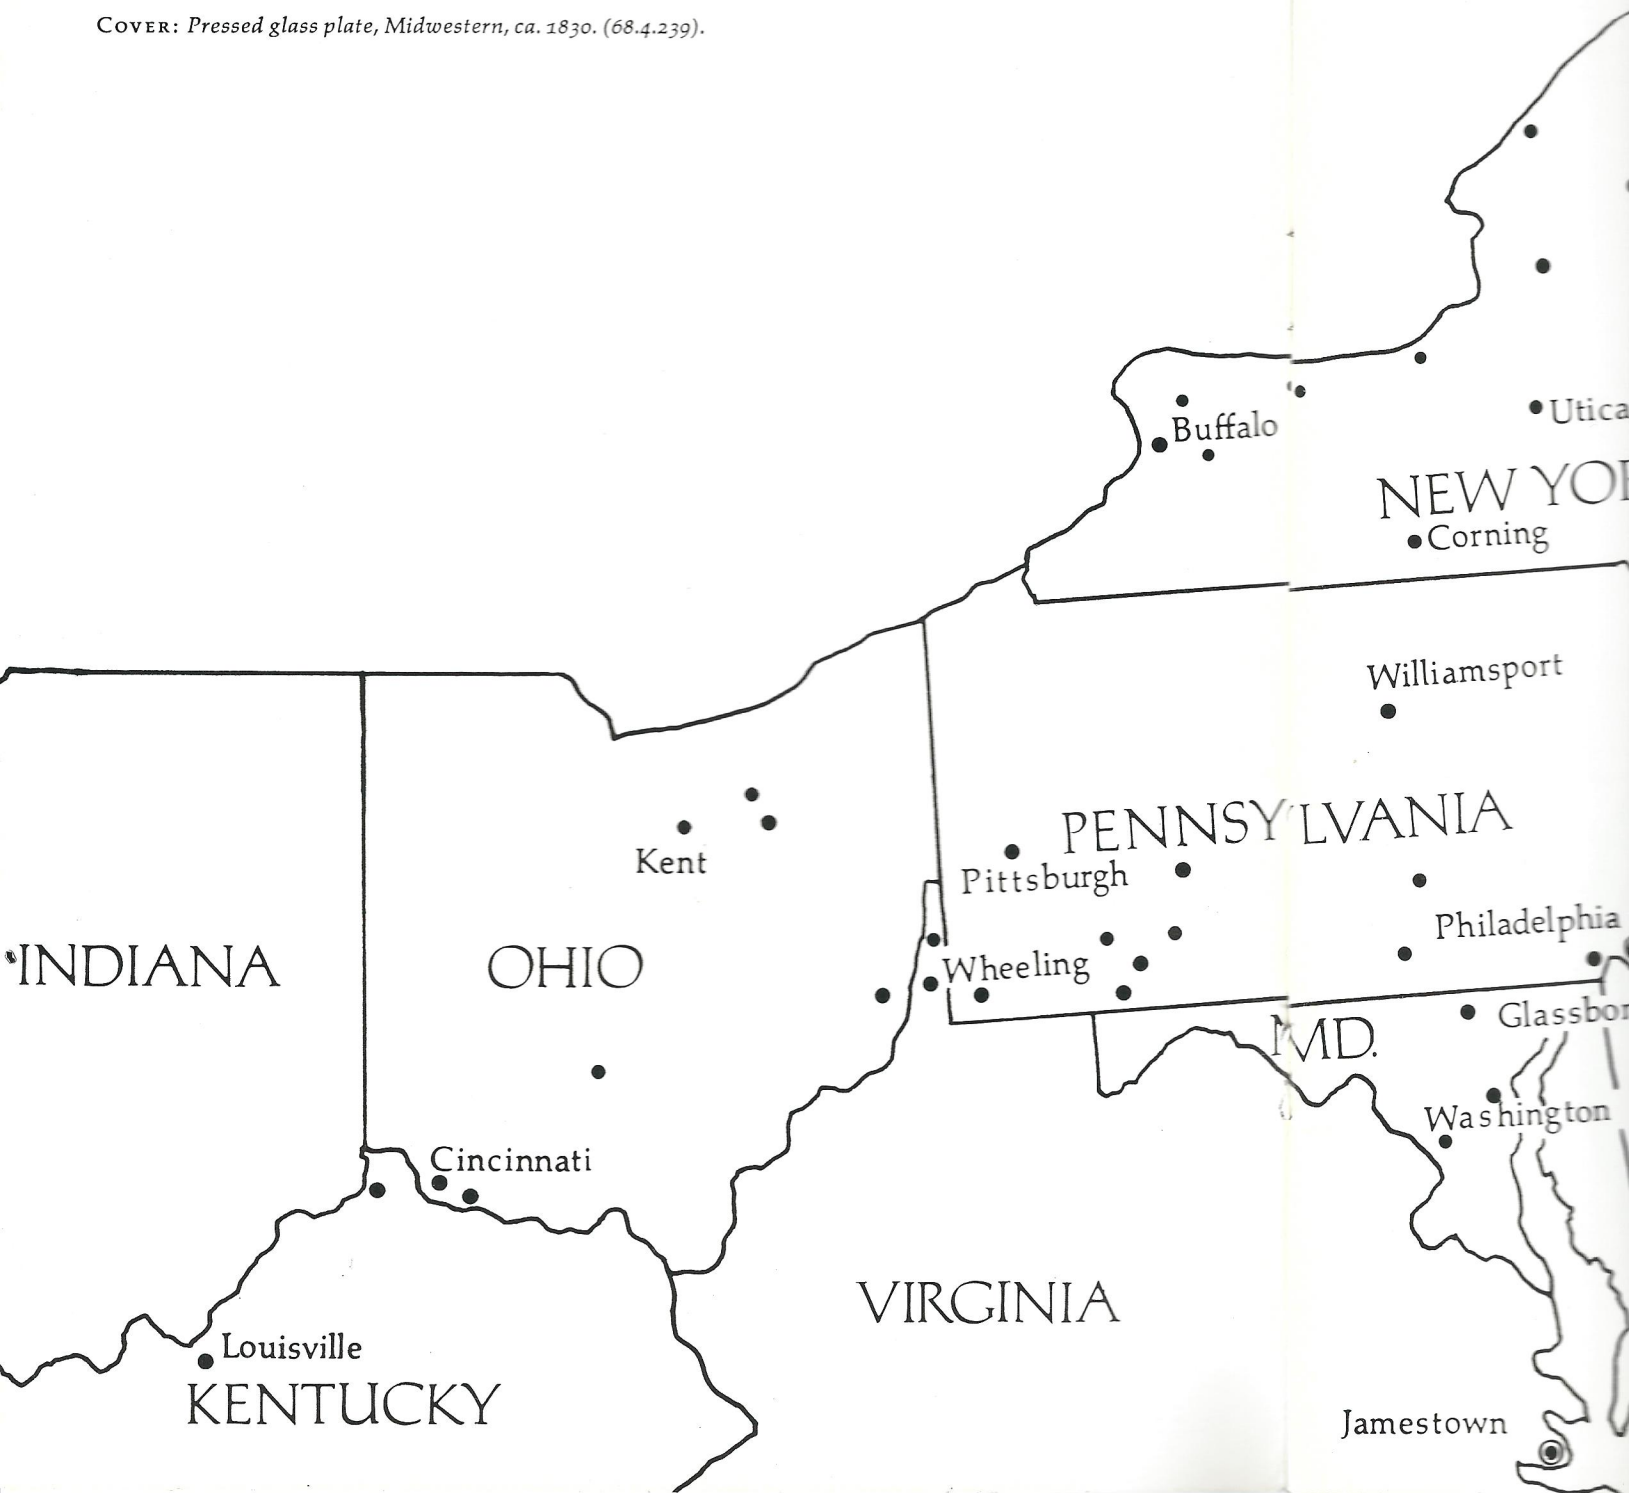 COVER: Pressed glass plate, Midwestern, ca. 1830. (68.4.239).
Buffalo
Utica
NEW YO
Corning
Williamsport
PENNSYLVANIA
Kent
Pittsburgh
Philadelphia
INDIANA
OHIO
Wheeling
Glassbor
MD.
Washington
Cincinnati
VIRGINIA
Louisville
KENTUCKY
Jamestown